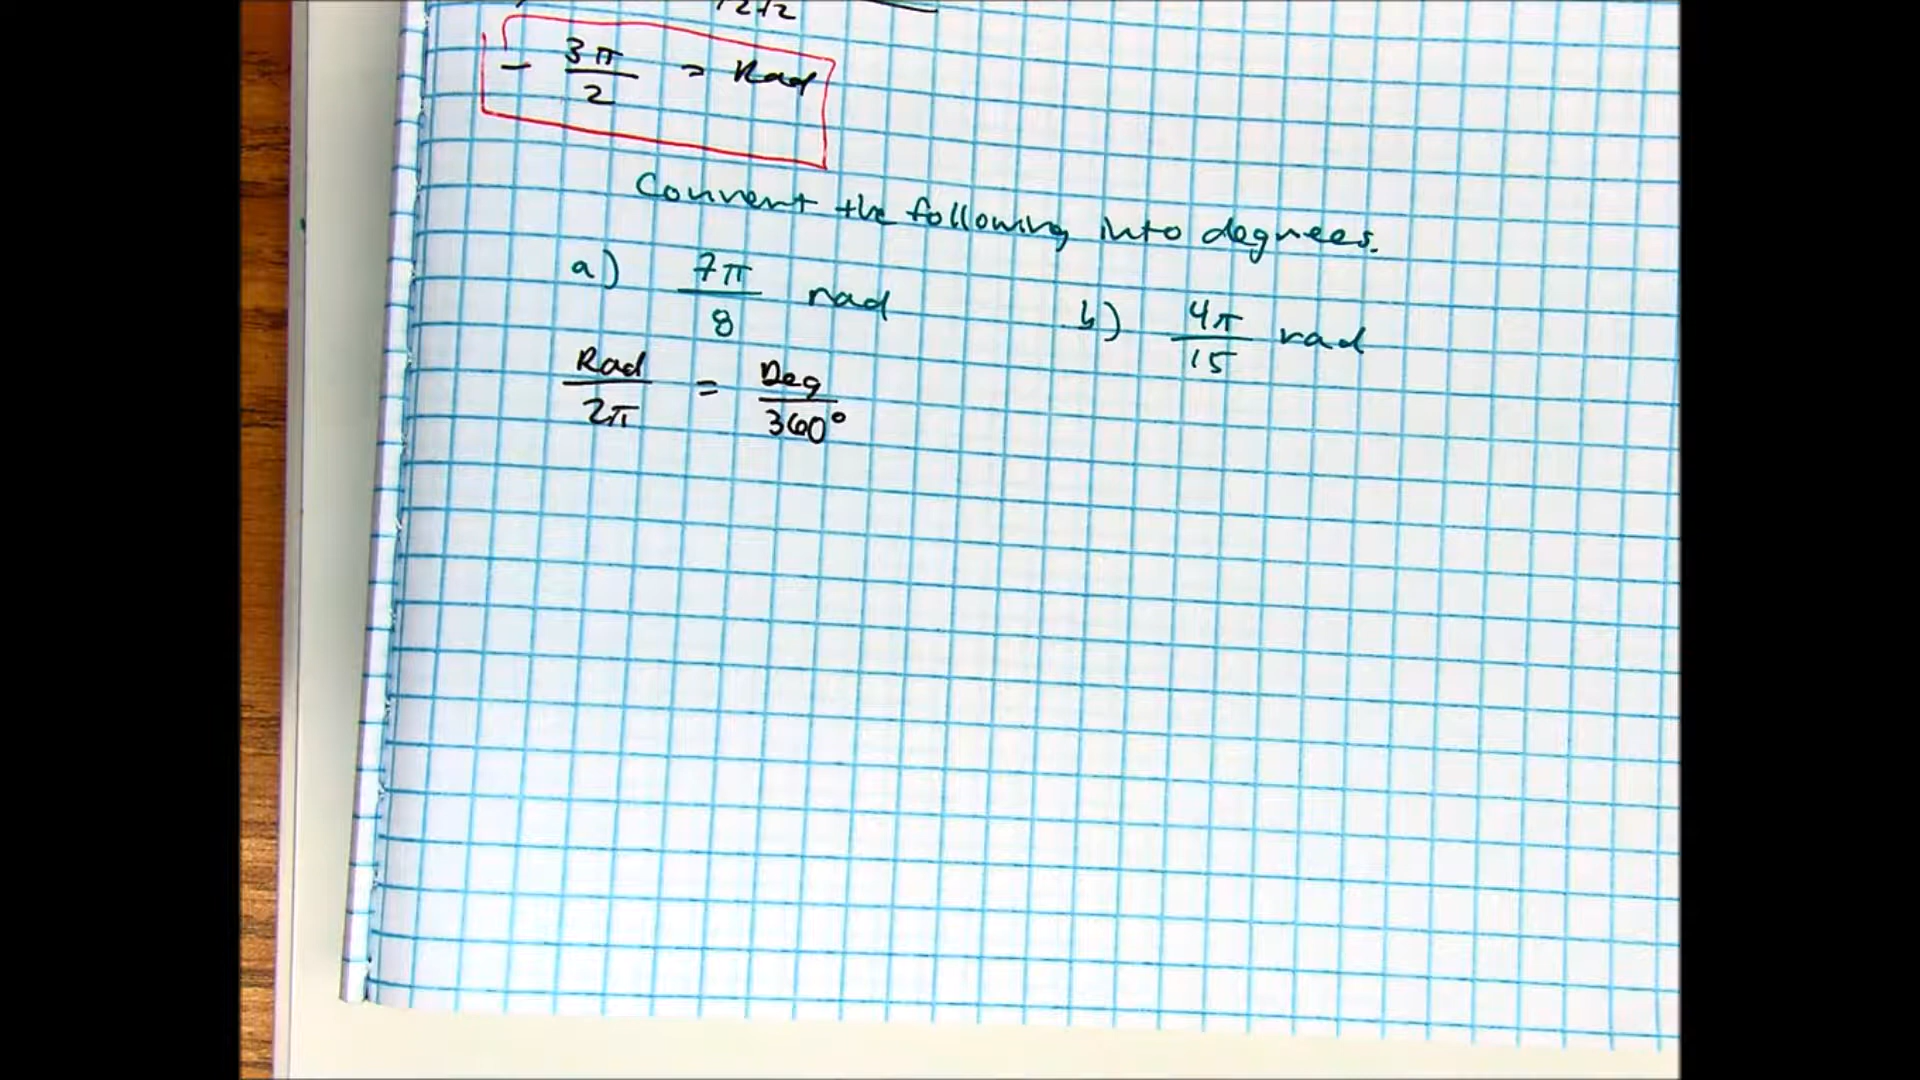 - 3π/2 = Rad
Convert the following into degrees.
a) 7π/8 rad
b) 4π/15 rad
Rad/2π = Deg/360°